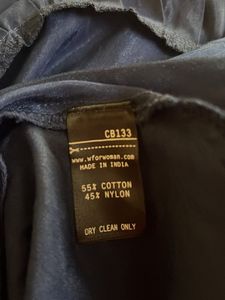 CB133
www.wforwoman.com
MADE IN INDIA
55% COTTON
45% NYLON
DRY CLEAN ONLY